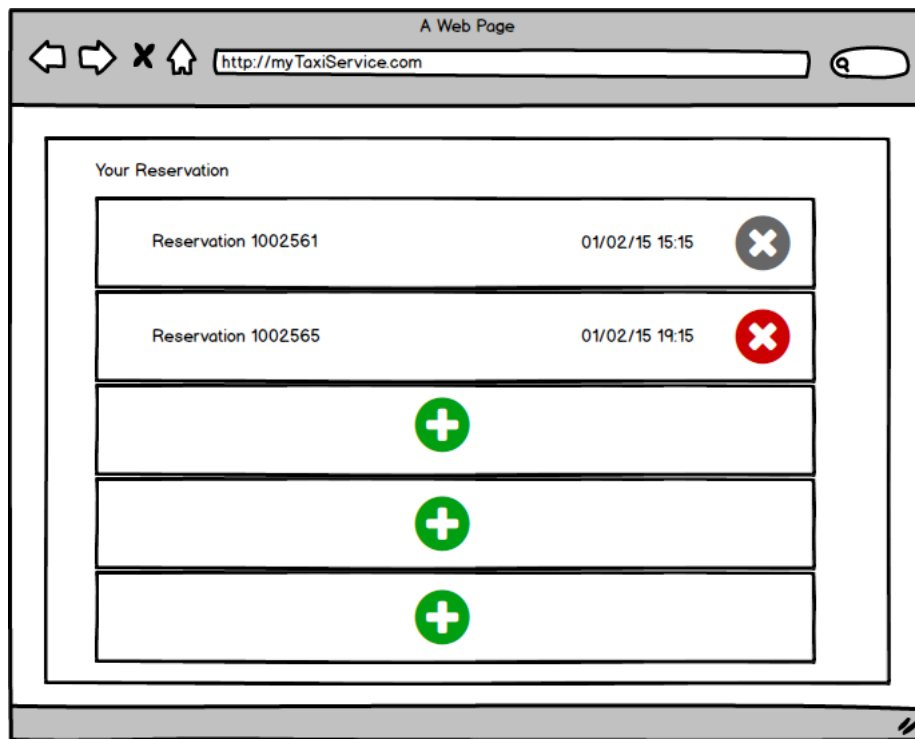 A Web Page
http://myTaxiService.com
Your Reservation
Reservation 1002561 01/02/15 15:15
Reservation 1002565 01/02/15 19:15